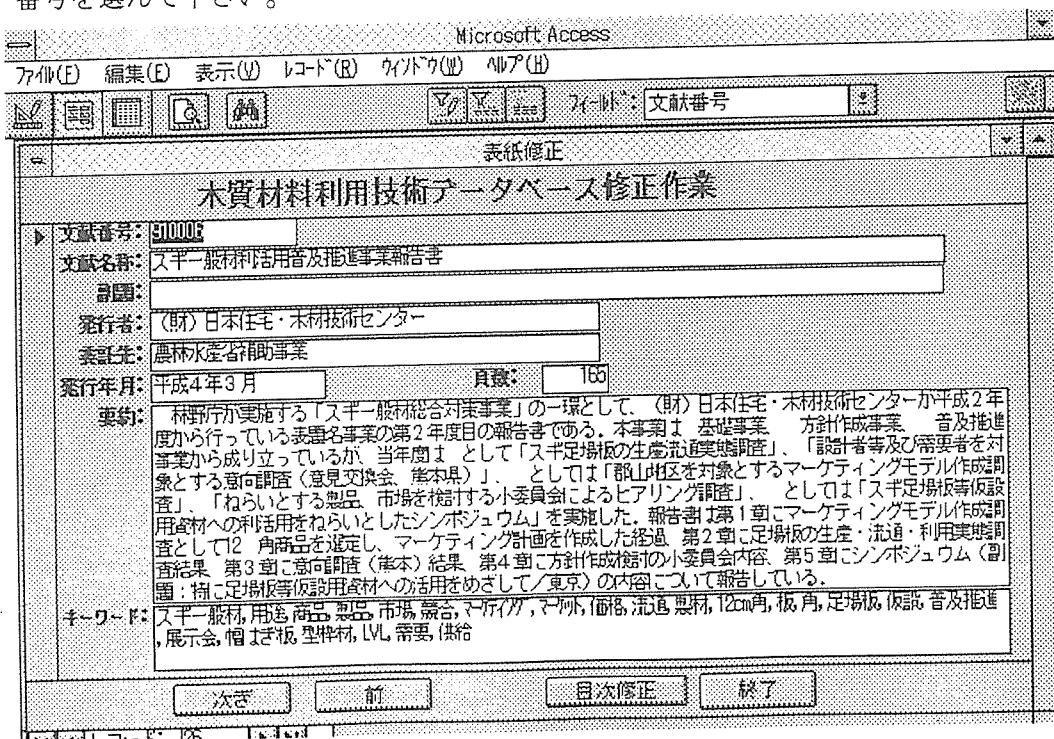 番号を選んで下さい。
Microsoft Access
ファイル(F) 編集(E) 表示(V) レコード(R) ウィンドウ(W) ヘルプ(H)
フィールド: 文献番号
表紙修正
木質材料利用技術データベース修正作業
文献番号: 91000E
文献名称: スギ一般材利活用普及推進事業報告書
副題:
発行者: (財)日本住宅・木材技術センター
委託先: 農林水産省補助事業
発行年月: 平成4年3月 頁数: 165
要約: 林野庁が実施する「スギ一般材総合対策事業」の一環として、(財)日本住宅・木材技術センターが平成2年
度から行っている表題名事業の第2年度目の報告書である。本事業は 基礎事業 方針作成事業、 普及推進
事業から成り立っているが、当年度は として「スギ足場板の生産流通実態調査」、「設計者等及び需要者を対
象とする意向調査(意見交換会、熊本県)」、 としては「郡山地区を対象とするマーケティングモデル作成調
査」、「ねらいとする製品、市場を検討する小委員会によるヒアリング調査」、 としては「スギ足場板等仮設
用資材への利活用をねらいとしたシンポジュウム」を実施した。報告書は第1章にマーケティングモデル作成調
査として12 角商品を選定し、マーケティング計画を作成した経過、第2章に足場板の生産・流通・利用実態調
査結果、第3章に意向調査(熊本)結果、第4章に方針作成検討の小委員会内容、第5章にシンポジュウム(副
題:特に足場板等仮設用資材への活用をめざして/東京)の内容について報告している.
キーワード: スギ一般材,用途,商品,製品,市場,競合,マーケティング,マーケット,価格,流通,製材,12cm角,板,角,足場板,仮設,普及推進
,展示会,幅はぎ板,型枠材,LVL,需要,供給
次ぎ 前 目次修正 終了
レコード: 26